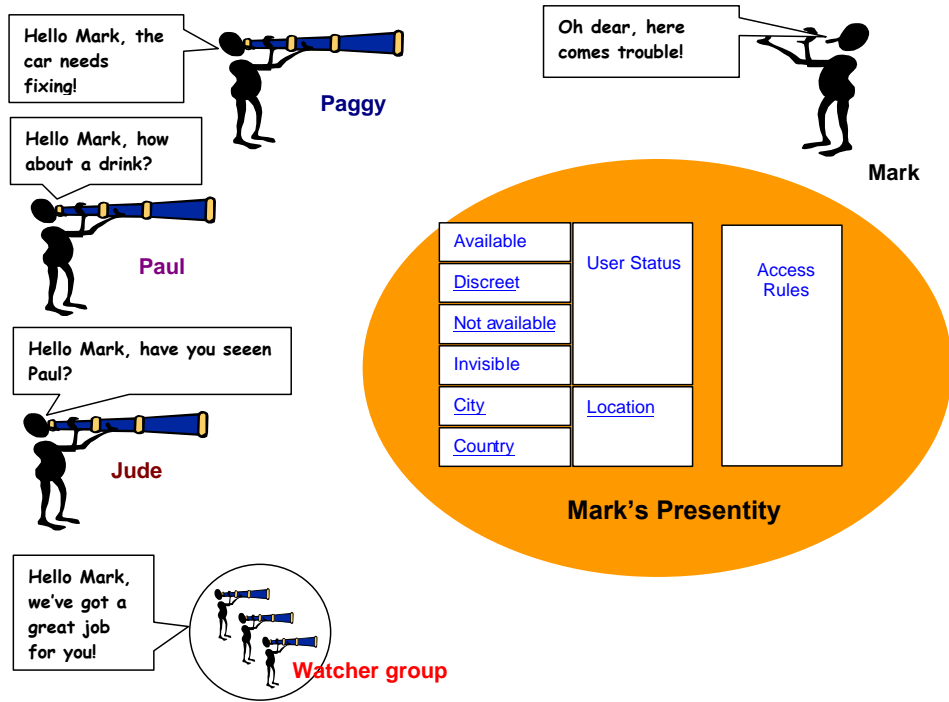 Hello Mark, the
car needs
fixing!
Paggy
Oh dear, here
comes trouble!
Mark
Hello Mark, how
about a drink?
Paul
Hello Mark, have you seeen
Paul?
Jude
Hello Mark,
we've got a
great job
for you!
Watcher group
Available
Discreet
Not available
Invisible
City
Country
User Status
Location
Access
Rules
Mark's Presentity